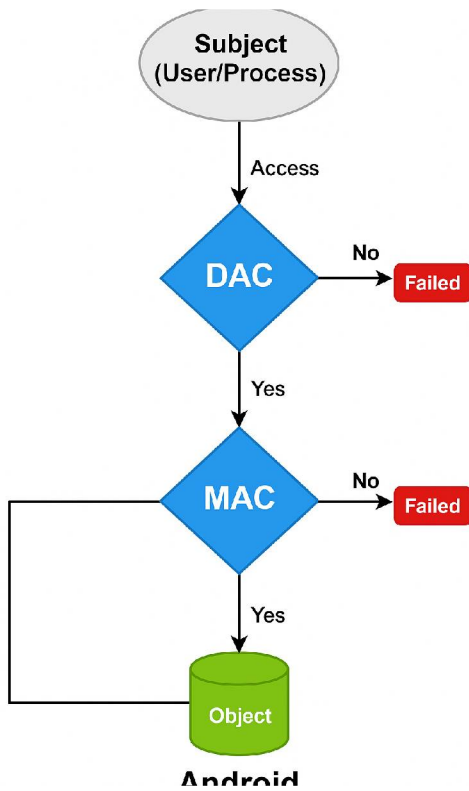 Subject
(User/Process)
Access
DAC
No
Failed
Yes
MAC
No
Failed
Yes
Object
Android